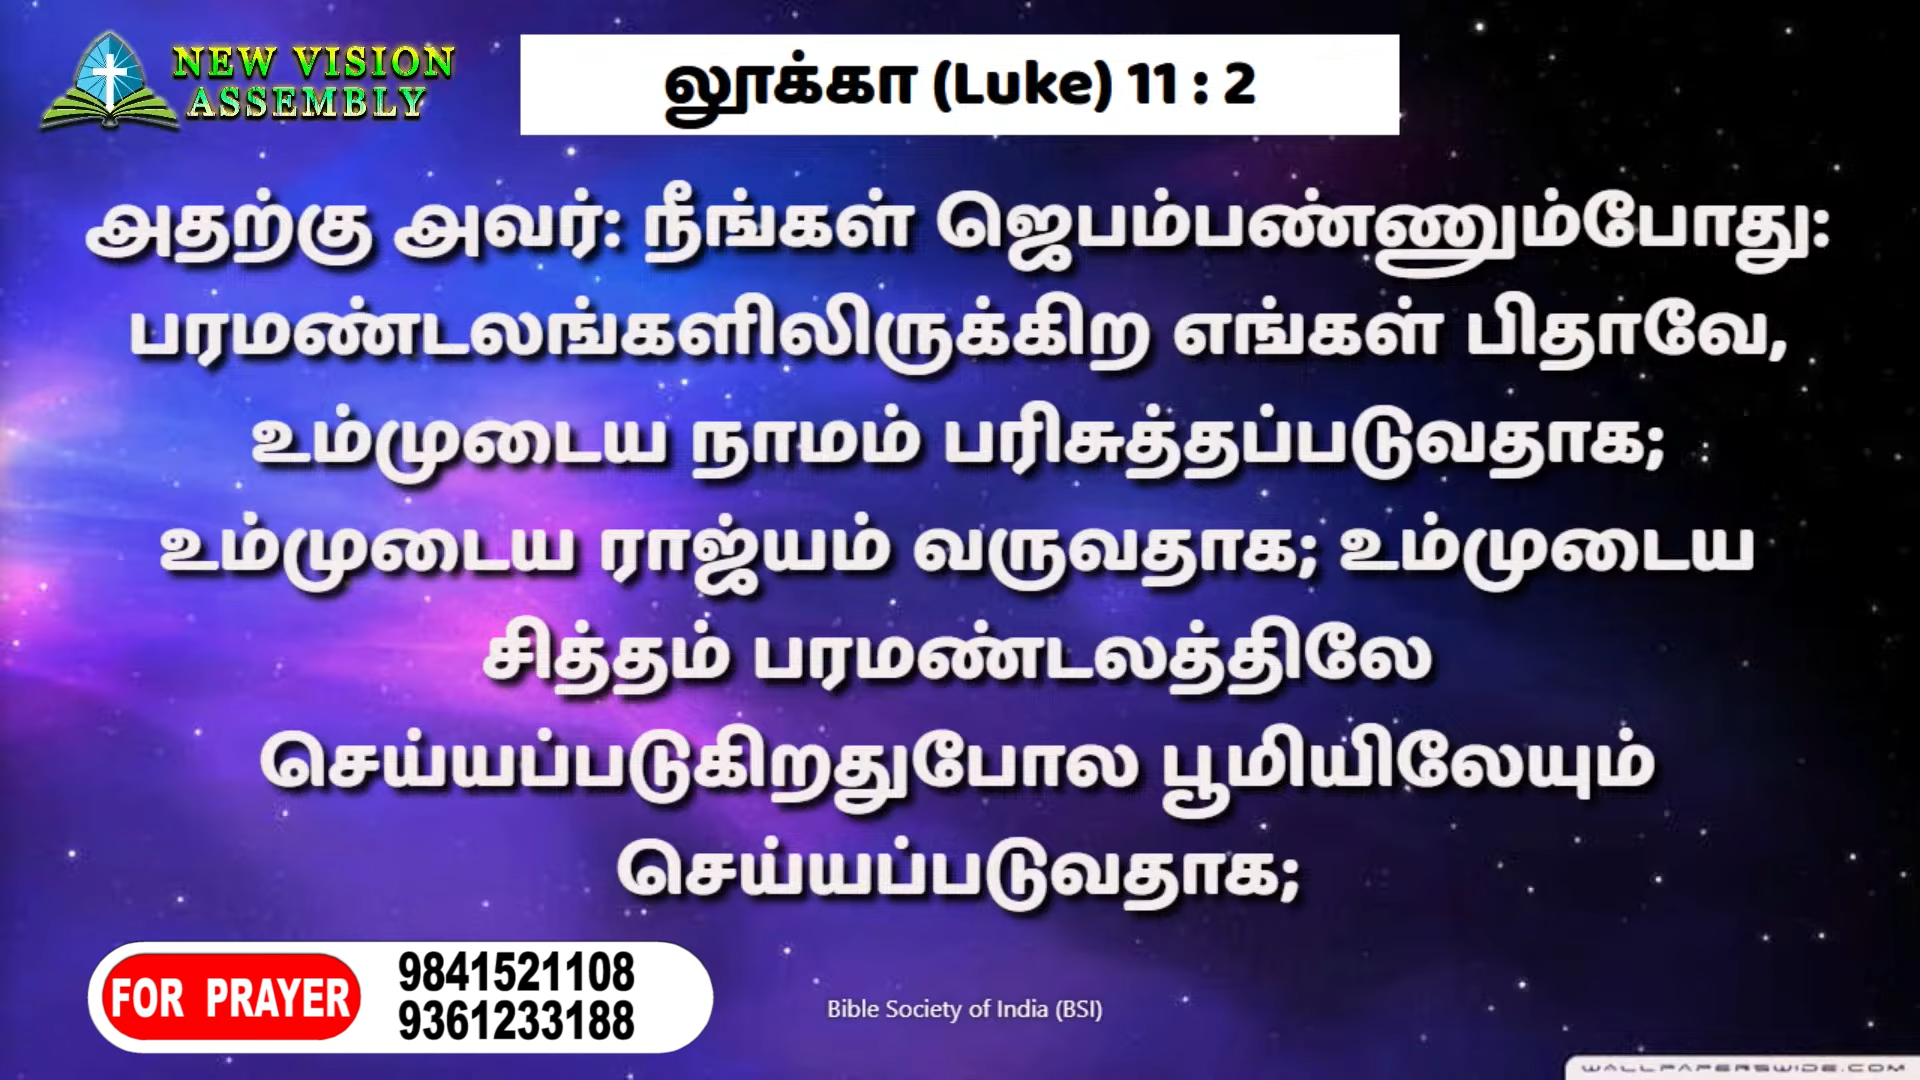 NEW VISION
ASSEMBLY
லூக்கா (Luke) 11 : 2
அதற்கு அவர்: நீங்கள் ஜெபம்பண்ணும்போது:
பரமண்டலங்களிலிருக்கிற எங்கள் பிதாவே,
உம்முடைய நாமம் பரிசுத்தப்படுவதாக;
உம்முடைய ராஜ்யம் வருவதாக; உம்முடைய
சித்தம் பரமண்டலத்திலே
செய்யப்படுகிறதுபோல பூமியிலேயும்
செய்யப்படுவதாக;
FOR PRAYER
9841521108
9361233188
Bible Society of India (BSI)
WALLPAPERSWIDE.COM